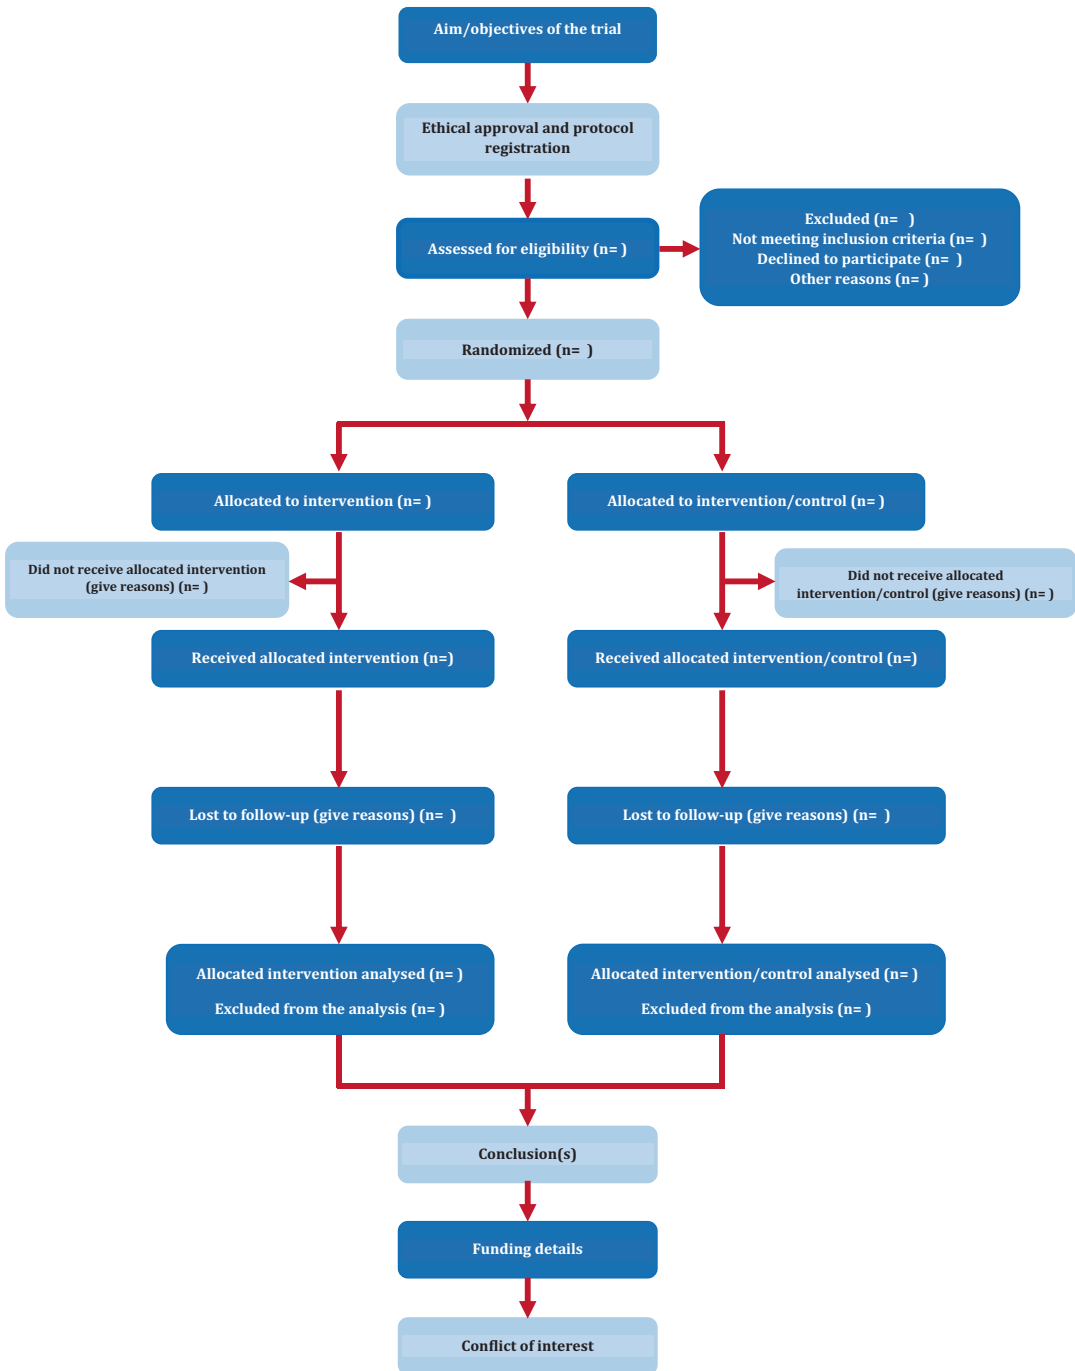 Aim/objectives of the trial
Ethical approval and protocol
registration
Assessed for eligibility (n= )
Excluded (n=   )
Not meeting inclusion criteria (n=  )
Declined to participate (n=  )
Other reasons (n= )
Randomized (n=  )
Allocated to intervention (n= )
Allocated to intervention/control (n= )
Did not receive allocated intervention
(give reasons) (n= )
Did not receive allocated
intervention/control (give reasons) (n= )
Received allocated intervention (n=)
Received allocated intervention/control (n=)
Lost to follow-up (give reasons) (n=  )
Lost to follow-up (give reasons) (n=  )
Allocated intervention analysed (n= )
Excluded from the analysis (n= )
Allocated intervention/control analysed (n= )
Excluded from the analysis (n= )
Conclusion(s)
Funding details
Conflict of interest